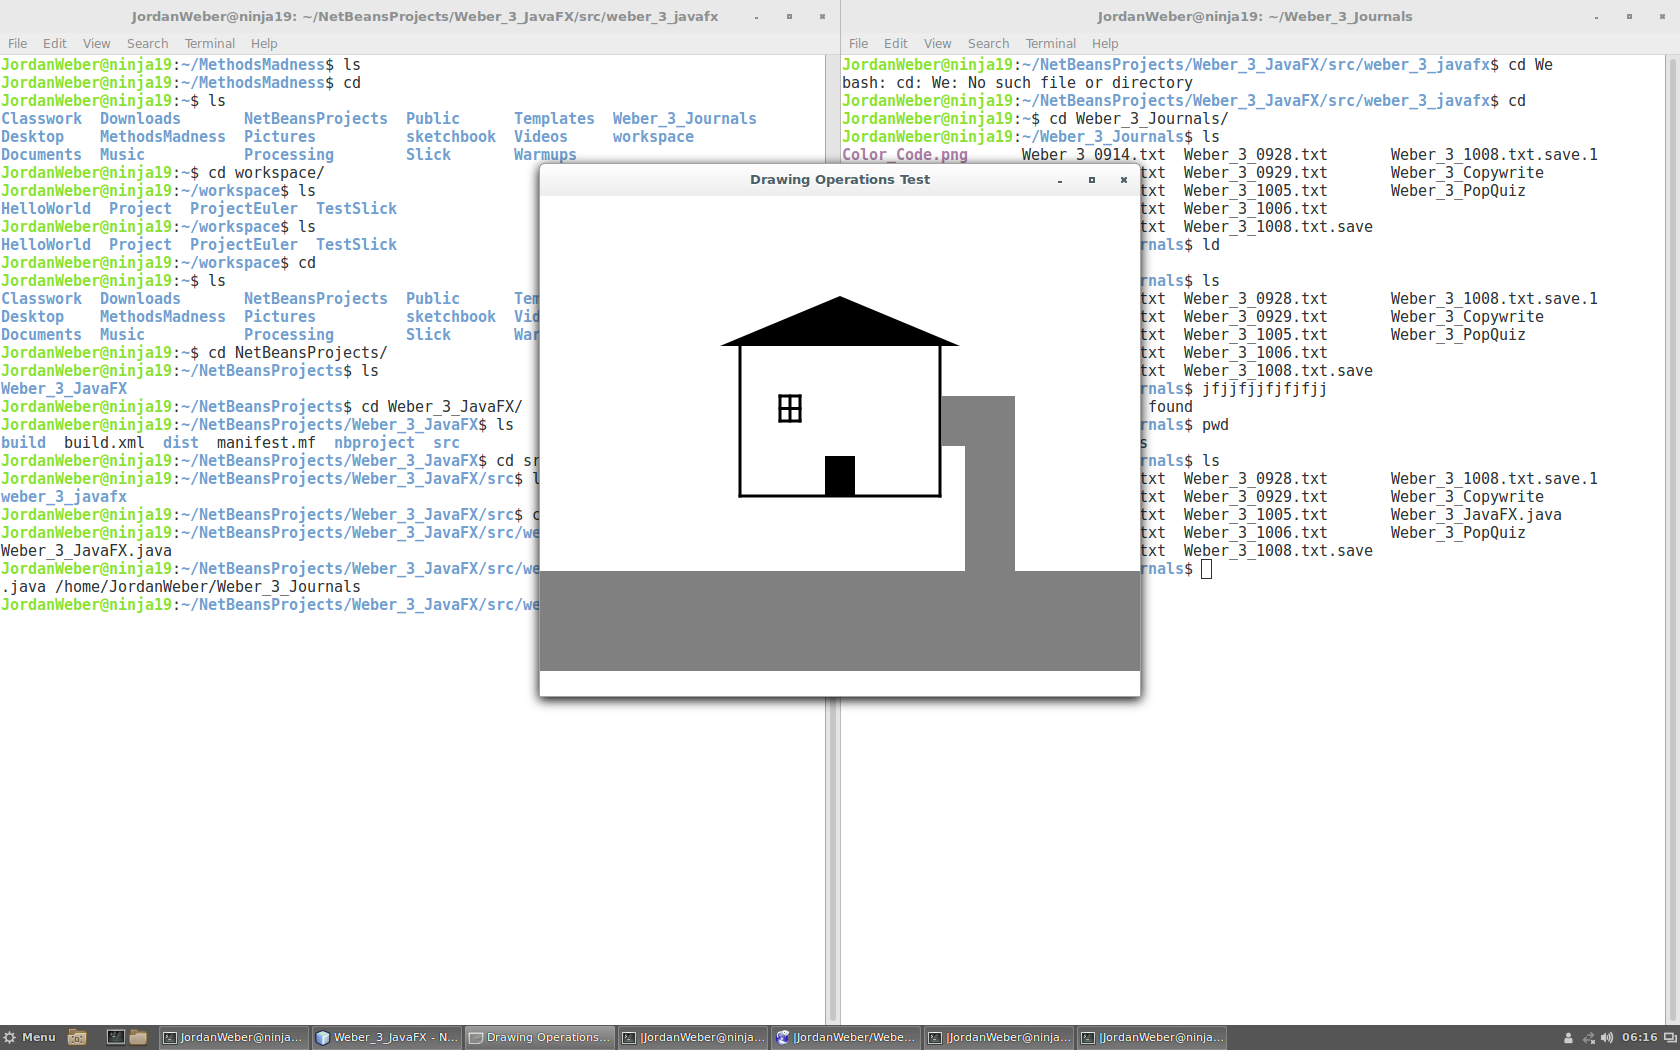 JordanWeber@ninja19: ~/NetBeansProjects/Weber_3_JavaFX/src/weber_3_javafx
File Edit View Search Terminal Help
JordanWeber@ninja19:~/MethodsMadness$ ls
JordanWeber@ninja19:~/MethodsMadness$ cd
JordanWeber@ninja19:~$ ls
Classwork Downloads NetBeansProjects Public Templates Weber_3_Journals
Desktop MethodsMadness Pictures sketchbook Videos workspace
Documents Music Processing Slick Warmups
JordanWeber@ninja19:~$ cd workspace/
JordanWeber@ninja19:~/workspace$ ls
HelloWorld Project ProjectEuler TestSlick
JordanWeber@ninja19:~/workspace$ ls
HelloWorld Project ProjectEuler TestSlick
JordanWeber@ninja19:~/workspace$ cd
JordanWeber@ninja19:~$ ls
Classwork Downloads NetBeansProjects Public Tem
Desktop MethodsMadness Pictures sketchbook Vid
Documents Music Processing Slick War
JordanWeber@ninja19:~$ cd NetBeansProjects/
JordanWeber@ninja19:~/NetBeansProjects$ ls
Weber_3_JavaFX
JordanWeber@ninja19:~/NetBeansProjects$ cd Weber_3_JavaFX/
JordanWeber@ninja19:~/NetBeansProjects/Weber_3_JavaFX$ ls
build build.xml dist manifest.mf nbproject src
JordanWeber@ninja19:~/NetBeansProjects/Weber_3_JavaFX$ cd sr
JordanWeber@ninja19:~/NetBeansProjects/Weber_3_JavaFX/src$ l
weber_3_javafx
JordanWeber@ninja19:~/NetBeansProjects/Weber_3_JavaFX/src$ c
JordanWeber@ninja19:~/NetBeansProjects/Weber_3_JavaFX/src/we
Weber_3_JavaFX.java
JordanWeber@ninja19:~/NetBeansProjects/Weber_3_JavaFX/src/we
.java /home/JordanWeber/Weber_3_Journals
JordanWeber@ninja19:~/NetBeansProjects/Weber_3_JavaFX/src/we
JordanWeber@ninja19: ~/Weber_3_Journals
File Edit View Search Terminal Help
JordanWeber@ninja19:~/NetBeansProjects/Weber_3_JavaFX/src/weber_3_javafx$ cd We
bash: cd: We: No such file or directory
JordanWeber@ninja19:~/NetBeansProjects/Weber_3_JavaFX/src/weber_3_javafx$ cd
JordanWeber@ninja19:~$ cd Weber_3_Journals/
JordanWeber@ninja19:~/Weber_3_Journals$ ls
Color_Code.png Weber_3_0914.txt Weber_3_0928.txt Weber_3_1008.txt.save.1
txt Weber_3_0929.txt Weber_3_Copywrite
txt Weber_3_1005.txt Weber_3_PopQuiz
txt Weber_3_1006.txt
txt Weber_3_1008.txt.save
rnals$ ld
rnals$ ls
txt Weber_3_0928.txt Weber_3_1008.txt.save.1
txt Weber_3_0929.txt Weber_3_Copywrite
txt Weber_3_1005.txt Weber_3_PopQuiz
txt Weber_3_1006.txt
txt Weber_3_1008.txt.save
rnals$ jfjjfjjfjfjfjj
found
rnals$ pwd
s
rnals$ ls
txt Weber_3_0928.txt Weber_3_1008.txt.save.1
txt Weber_3_0929.txt Weber_3_Copywrite
txt Weber_3_1005.txt Weber_3_JavaFX.java
txt Weber_3_1006.txt Weber_3_PopQuiz
txt Weber_3_1008.txt.save
rnals$
Drawing Operations Test
Menu JordanWeber@ninja... Weber_3_JavaFX - N... Drawing Operations... |JordanWeber@ninja... |JordanWeber/Webe... |JordanWeber@ninja... |JordanWeber@ninja... 06:16